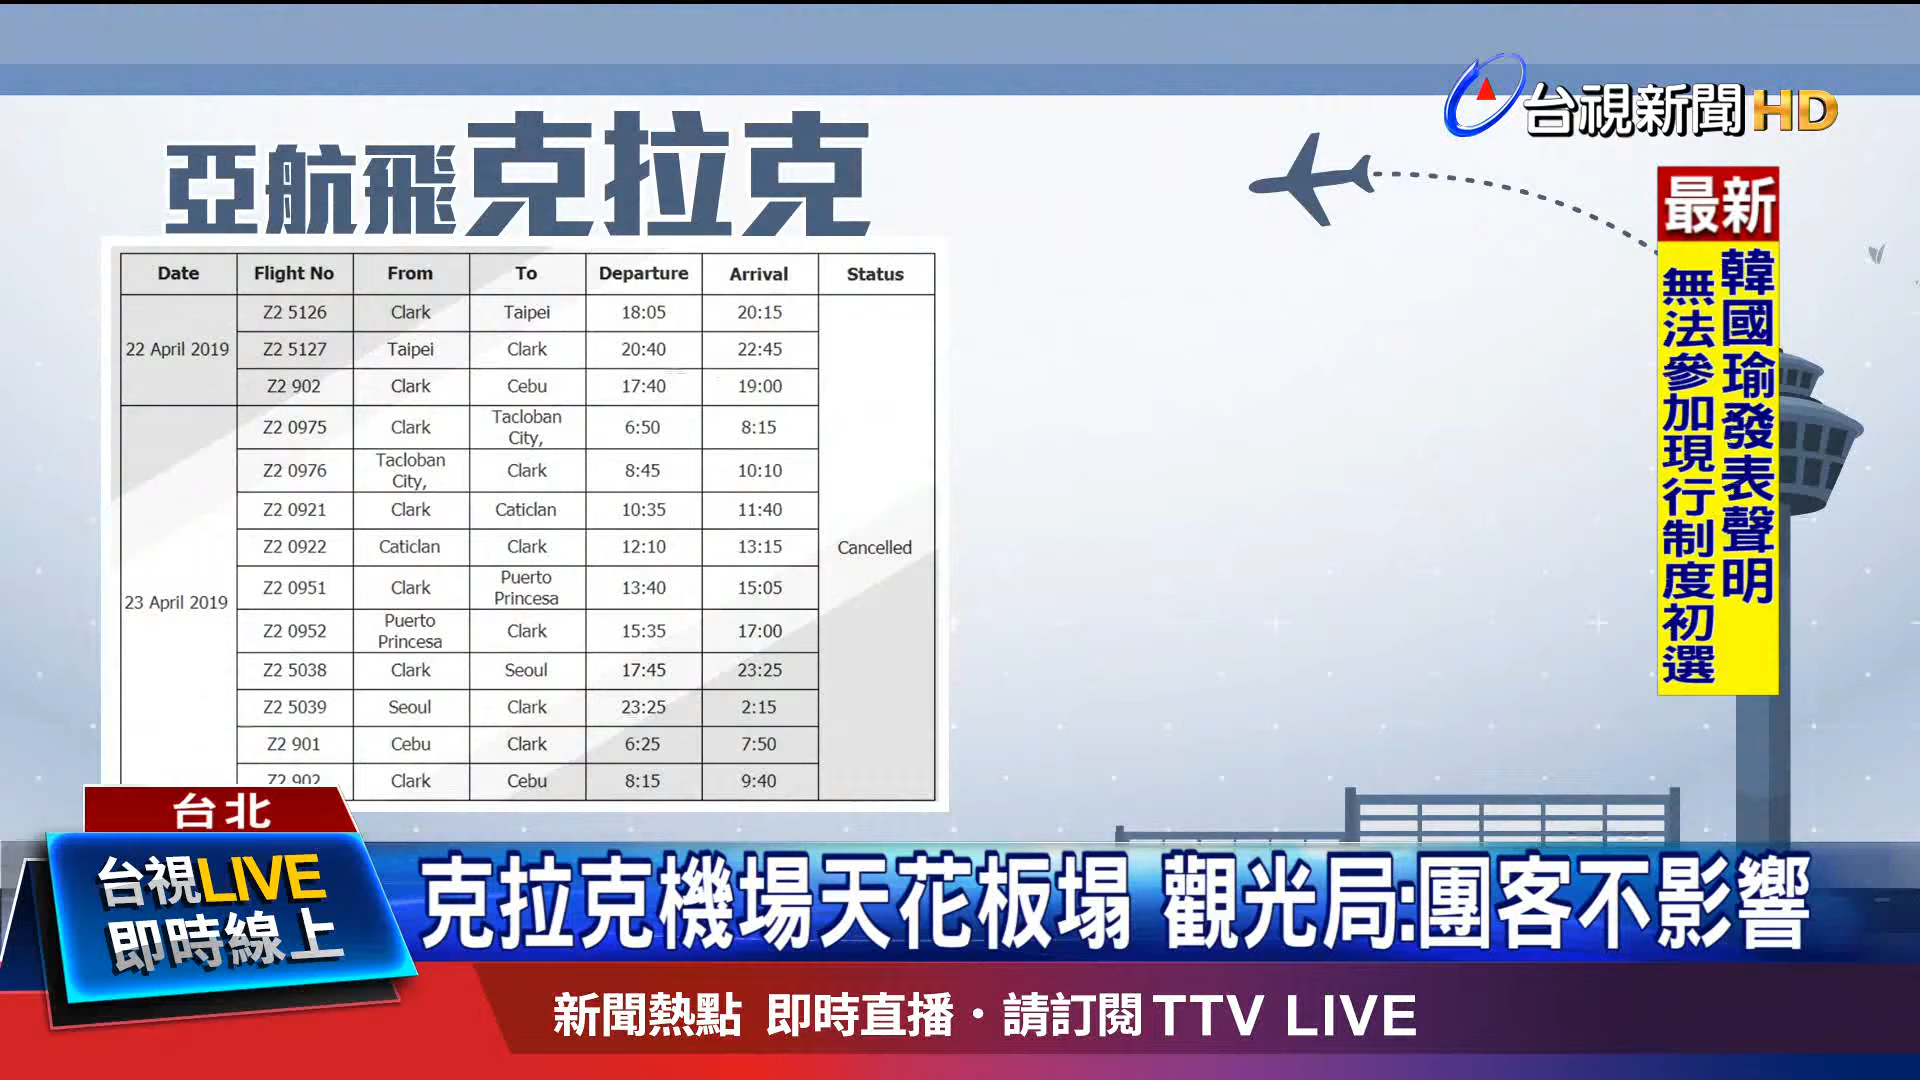 台視新聞HD
亞航飛克拉克
最新
韓國瑜發表聲明
無法參加現行制度初選
Date Flight No From To Departure Arrival Status
22 April 2019 Z2 5126 Clark Taipei 18:05 20:15 Cancelled
Z2 5127 Taipei Clark 20:40 22:45
Z2 902 Clark Cebu 17:40 19:00
23 April 2019 Z2 0975 Clark Tacloban City, 6:50 8:15
Z2 0976 Tacloban City, Clark 8:45 10:10
Z2 0921 Clark Caticlan 10:35 11:40
Z2 0922 Caticlan Clark 12:10 13:15
Z2 0951 Clark Puerto Princesa 13:40 15:05
Z2 0952 Puerto Princesa Clark 15:35 17:00
Z2 5038 Clark Seoul 17:45 23:25
Z2 5039 Seoul Clark 23:25 2:15
Z2 901 Cebu Clark 6:25 7:50
Z2 902 Clark Cebu 8:15 9:40
台北
台視LIVE
即時線上
克拉克機場天花板塌 觀光局:團客不影響
新聞熱點 即時直播・請訂閱TTV LIVE